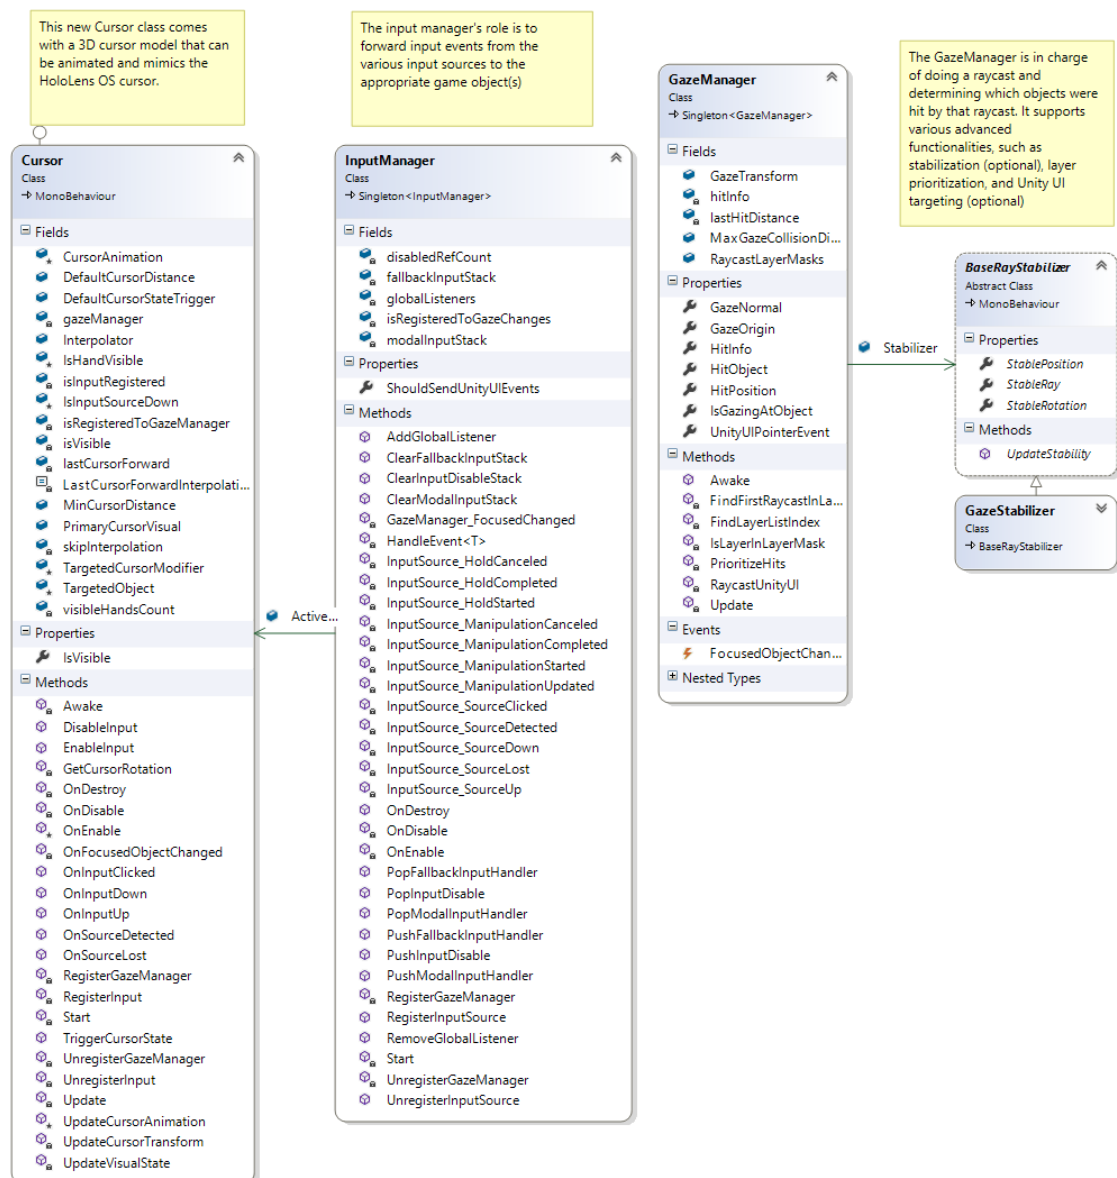 This new Cursor class comes
with a 3D cursor model that can
be animated and mimics the
HoloLens OS cursor.
Cursor
Class
MonoBehaviour
Fields
CursorAnimation
DefaultCursorDistance
DefaultCursorStateTrigger
gazeManager
Interpolator
IsHandVisible
isInputRegistered
IsInputSourceDown
isRegisteredToGazeManager
isVisible
lastCursorForward
LastCursorForwardInterpolati...
MinCursorDistance
PrimaryCursorVisual
skipInterpolation
TargetedCursorModifier
TargetedObject
visibleHandsCount
Properties
IsVisible
Methods
Awake
DisableInput
EnableInput
GetCursorRotation
OnDestroy
OnDisable
OnEnable
OnFocusedObjectChanged
OnInputClicked
OnInputDown
OnInputUp
OnSourceDetected
OnSourceLost
RegisterGazeManager
RegisterInput
Start
TriggerCursorState
UnregisterGazeManager
UnregisterInput
Update
UpdateCursorAnimation
UpdateCursorTransform
UpdateVisualState
Active...
The input manager's role is to
forward input events from the
various input sources to the
appropriate game object(s)
InputManager
Class
Singleton<InputManager>
Fields
disabledRefCount
fallbackInputStack
globalListeners
isRegisteredToGazeChanges
modalInputStack
Properties
ShouldSendUnityUIEvents
Methods
AddGlobalListener
ClearFallbackInputStack
ClearInputDisableStack
ClearModalInputStack
GazeManager_FocusedChanged
HandleEvent<T>
InputSource_HoldCanceled
InputSource_HoldCompleted
InputSource_HoldStarted
InputSource_ManipulationCanceled
InputSource_ManipulationCompleted
InputSource_ManipulationStarted
InputSource_ManipulationUpdated
InputSource_SourceClicked
InputSource_SourceDetected
InputSource_SourceDown
InputSource_SourceLost
InputSource_SourceUp
OnDestroy
OnDisable
OnEnable
PopFallbackInputHandler
PopInputDisable
PopModalInputHandler
PushFallbackInputHandler
PushInputDisable
PushModalInputHandler
RegisterGazeManager
RegisterInputSource
RemoveGlobalListener
Start
UnregisterGazeManager
UnregisterInputSource
GazeManager
Class
Singleton<GazeManager>
Fields
GazeTransform
hitInfo
lastHitDistance
MaxGazeCollisionDi...
RaycastLayerMasks
Properties
GazeNormal
GazeOrigin
HitInfo
HitObject
HitPosition
IsGazingAtObject
UnityUIPointerEvent
Methods
Awake
FindFirstRaycastInLa...
FindLayerListIndex
IsLayerInLayerMask
PrioritizeHits
RaycastUnityUI
Update
Events
FocusedObjectChan...
Nested Types
Stabilizer
The GazeManager is in charge
of doing a raycast and
determining which objects were
hit by that raycast. It supports
various advanced
functionalities, such as
stabilization (optional), layer
prioritization, and Unity UI
targeting (optional)
BaseRayStabilizer
Abstract Class
MonoBehaviour
Properties
StablePosition
StableRay
StableRotation
Methods
UpdateStability
GazeStabilizer
Class
BaseRayStabilizer